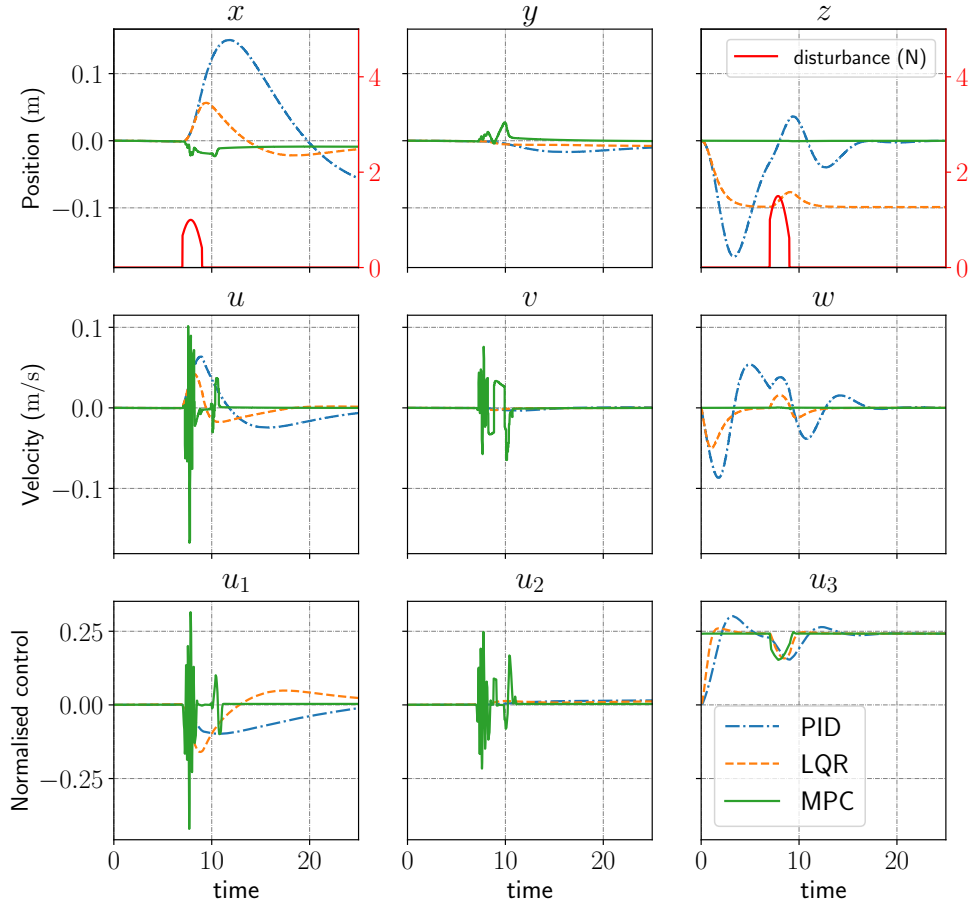 x
y
z
Position (m)
0.1
0.0
−0.1
4
2
0
disturbance (N)
4
2
0
u
v
w
Velocity (m/s)
0.1
0.0
−0.1
u1
u2
u3
Normalised control
0.25
0.00
−0.25
PID
LQR
MPC
0 10 20
0 10 20
0 10 20
time
time
time